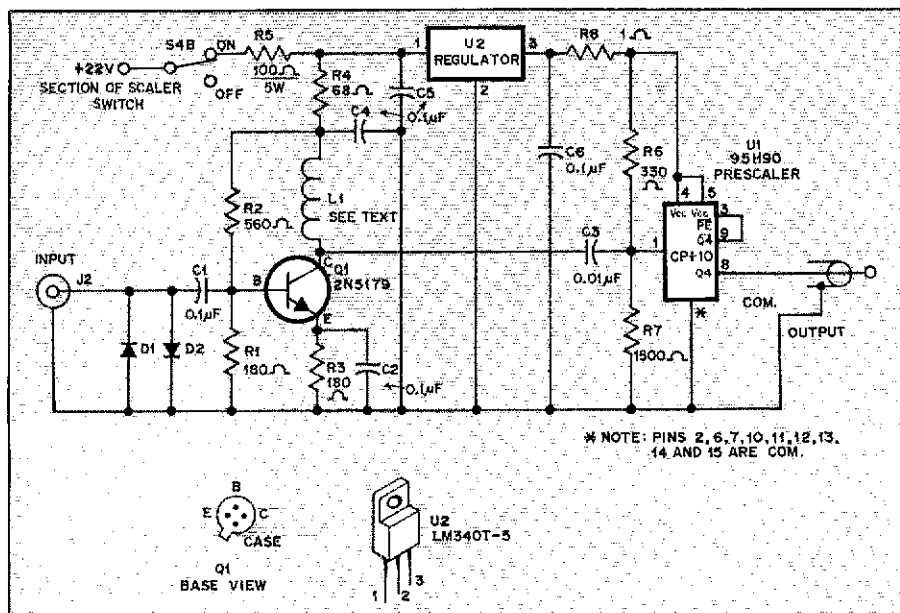 S4B
ON
+22V
SECTION OF SCALER
SWITCH
OFF
R5
100Ω
5W
R4
68Ω
C4
C5
0.1µF
1
U2
REGULATOR
3
2
R8
1Ω
C6
0.1µF
R6
330
Ω
U1
95H90
PRESCALER
4
5
Vcc
Vcc
3
PE
9
Q4
1
CP÷10
8
Q4
COM.
*
OUTPUT
R2
560Ω
L1
SEE TEXT
C3
0.01µF
INPUT
J2
C1
0.1µF
B
C
Q1
2N5179
E
D1
D2
R1
180Ω
R3
180
Ω
C2
0.1µF
R7
1500Ω
* NOTE: PINS 2,6,7,10,11,12,13,
14 AND 15 ARE COM.
B
E
C
CASE
Q1
BASE VIEW
U2
LM340T-5
1
2
3